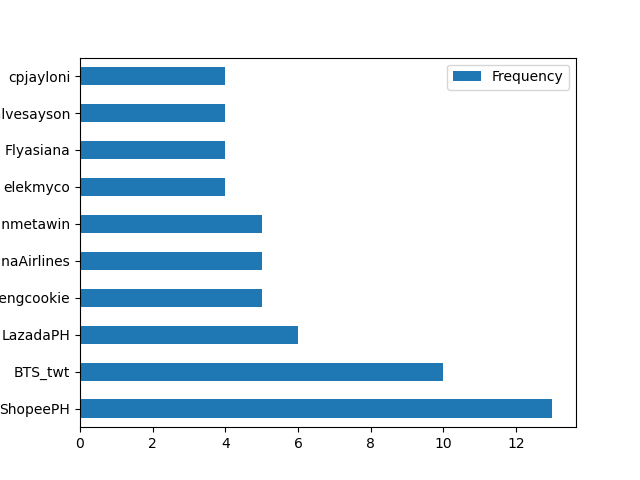 cpjayloni
lvesayson
Flyasiana
elekmyco
nmetawin
naAirlines
engcookie
LazadaPH
BTS_twt
ShopeePH
Frequency
0 2 4 6 8 10 12